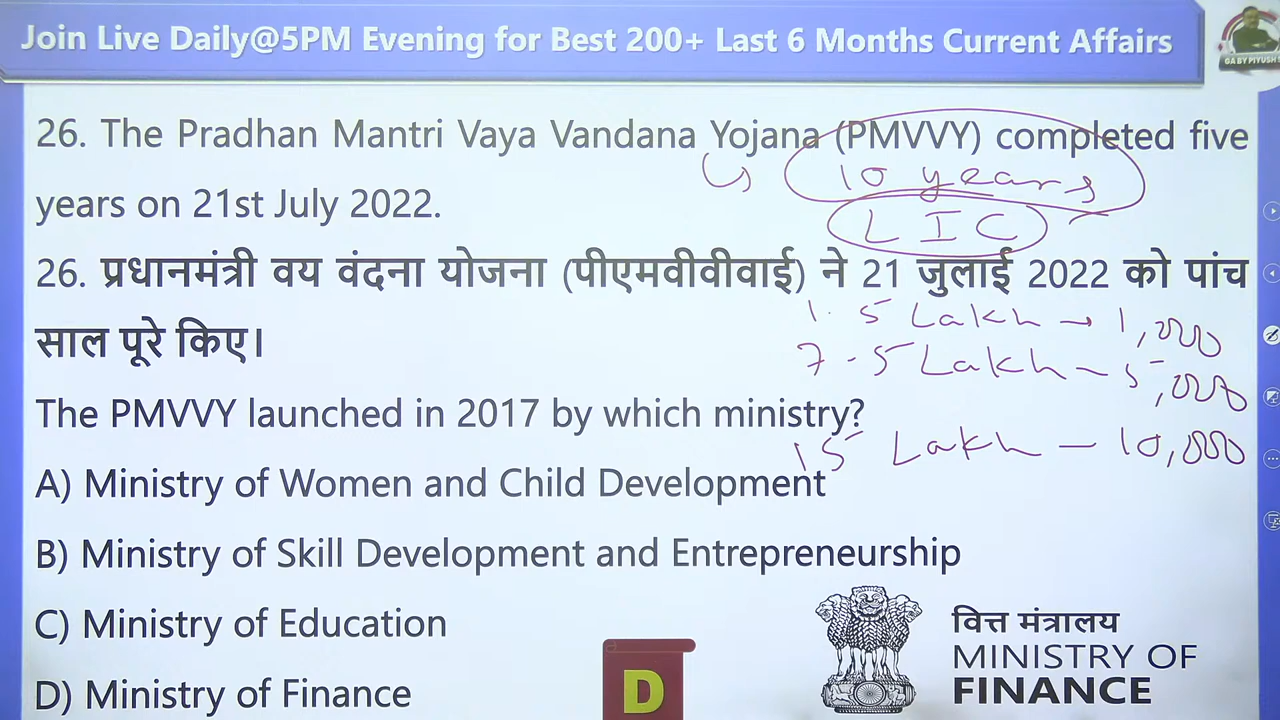 Join Live Daily@5PM Evening for Best 200+ Last 6 Months Current Affairs
GA BY PIYUSH S
26. The Pradhan Mantri Vaya Vandana Yojana (PMVVY) completed five
10 years
years on 21st July 2022.
LIC
26. प्रधानमंत्री वय वंदना योजना (पीएमवीवीवाई) ने 21 जुलाई 2022 को पांच
1.5 Lakh → 1,000
साल पूरे किए।
7.5 Lakh - 5,000
The PMVVY launched in 2017 by which ministry?
15 Lakh - 10,000
A) Ministry of Women and Child Development
B) Ministry of Skill Development and Entrepreneurship
C) Ministry of Education
D) Ministry of Finance
D
वित्त मंत्रालय
MINISTRY OF
FINANCE